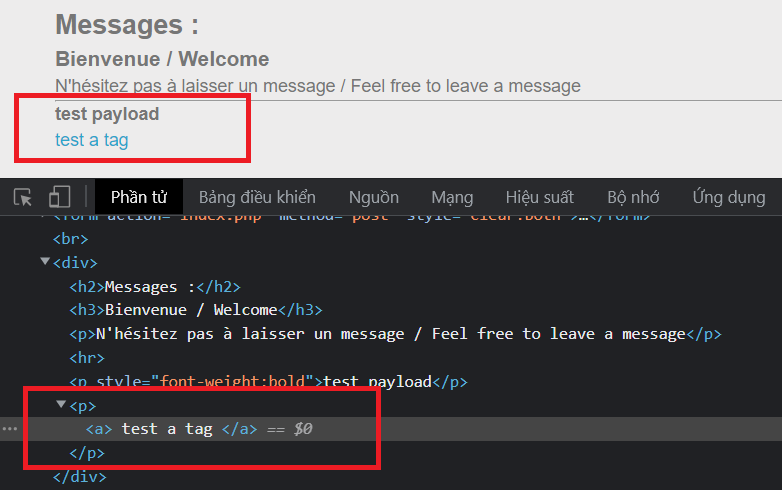 Messages :
Bienvenue / Welcome
N'hésitez pas à laisser un message / Feel free to leave a message
test payload
test a tag
Phần tử Bảng điều khiển Nguồn Mạng Hiệu suất Bộ nhớ Ứng dụng
<form action="index.php" method="post" style="clear:both">…</form>
<br>
<div>
<h2>Messages :</h2>
<h3>Bienvenue / Welcome</h3>
<p>N'hésitez pas à laisser un message / Feel free to leave a message</p>
<hr>
<p style="font-weight:bold">test payload</p>
<p>
<a> test a tag </a> == $0
</p>
</div>